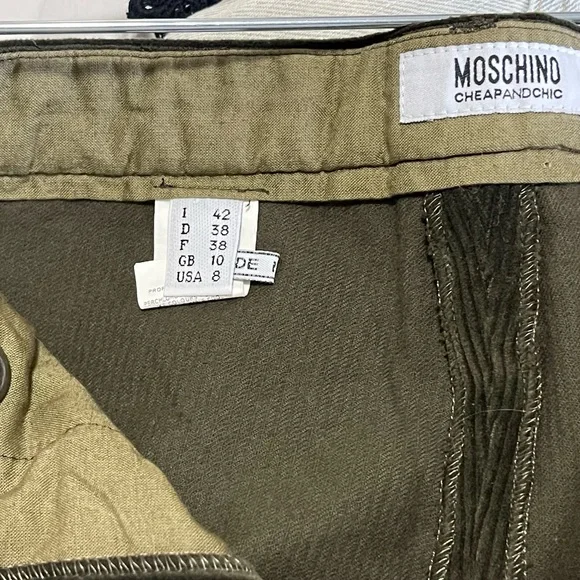 MOSCHINO
CHEAPANDCHIC
I 42
D 38
F 38
GB 10
USA 8
DE